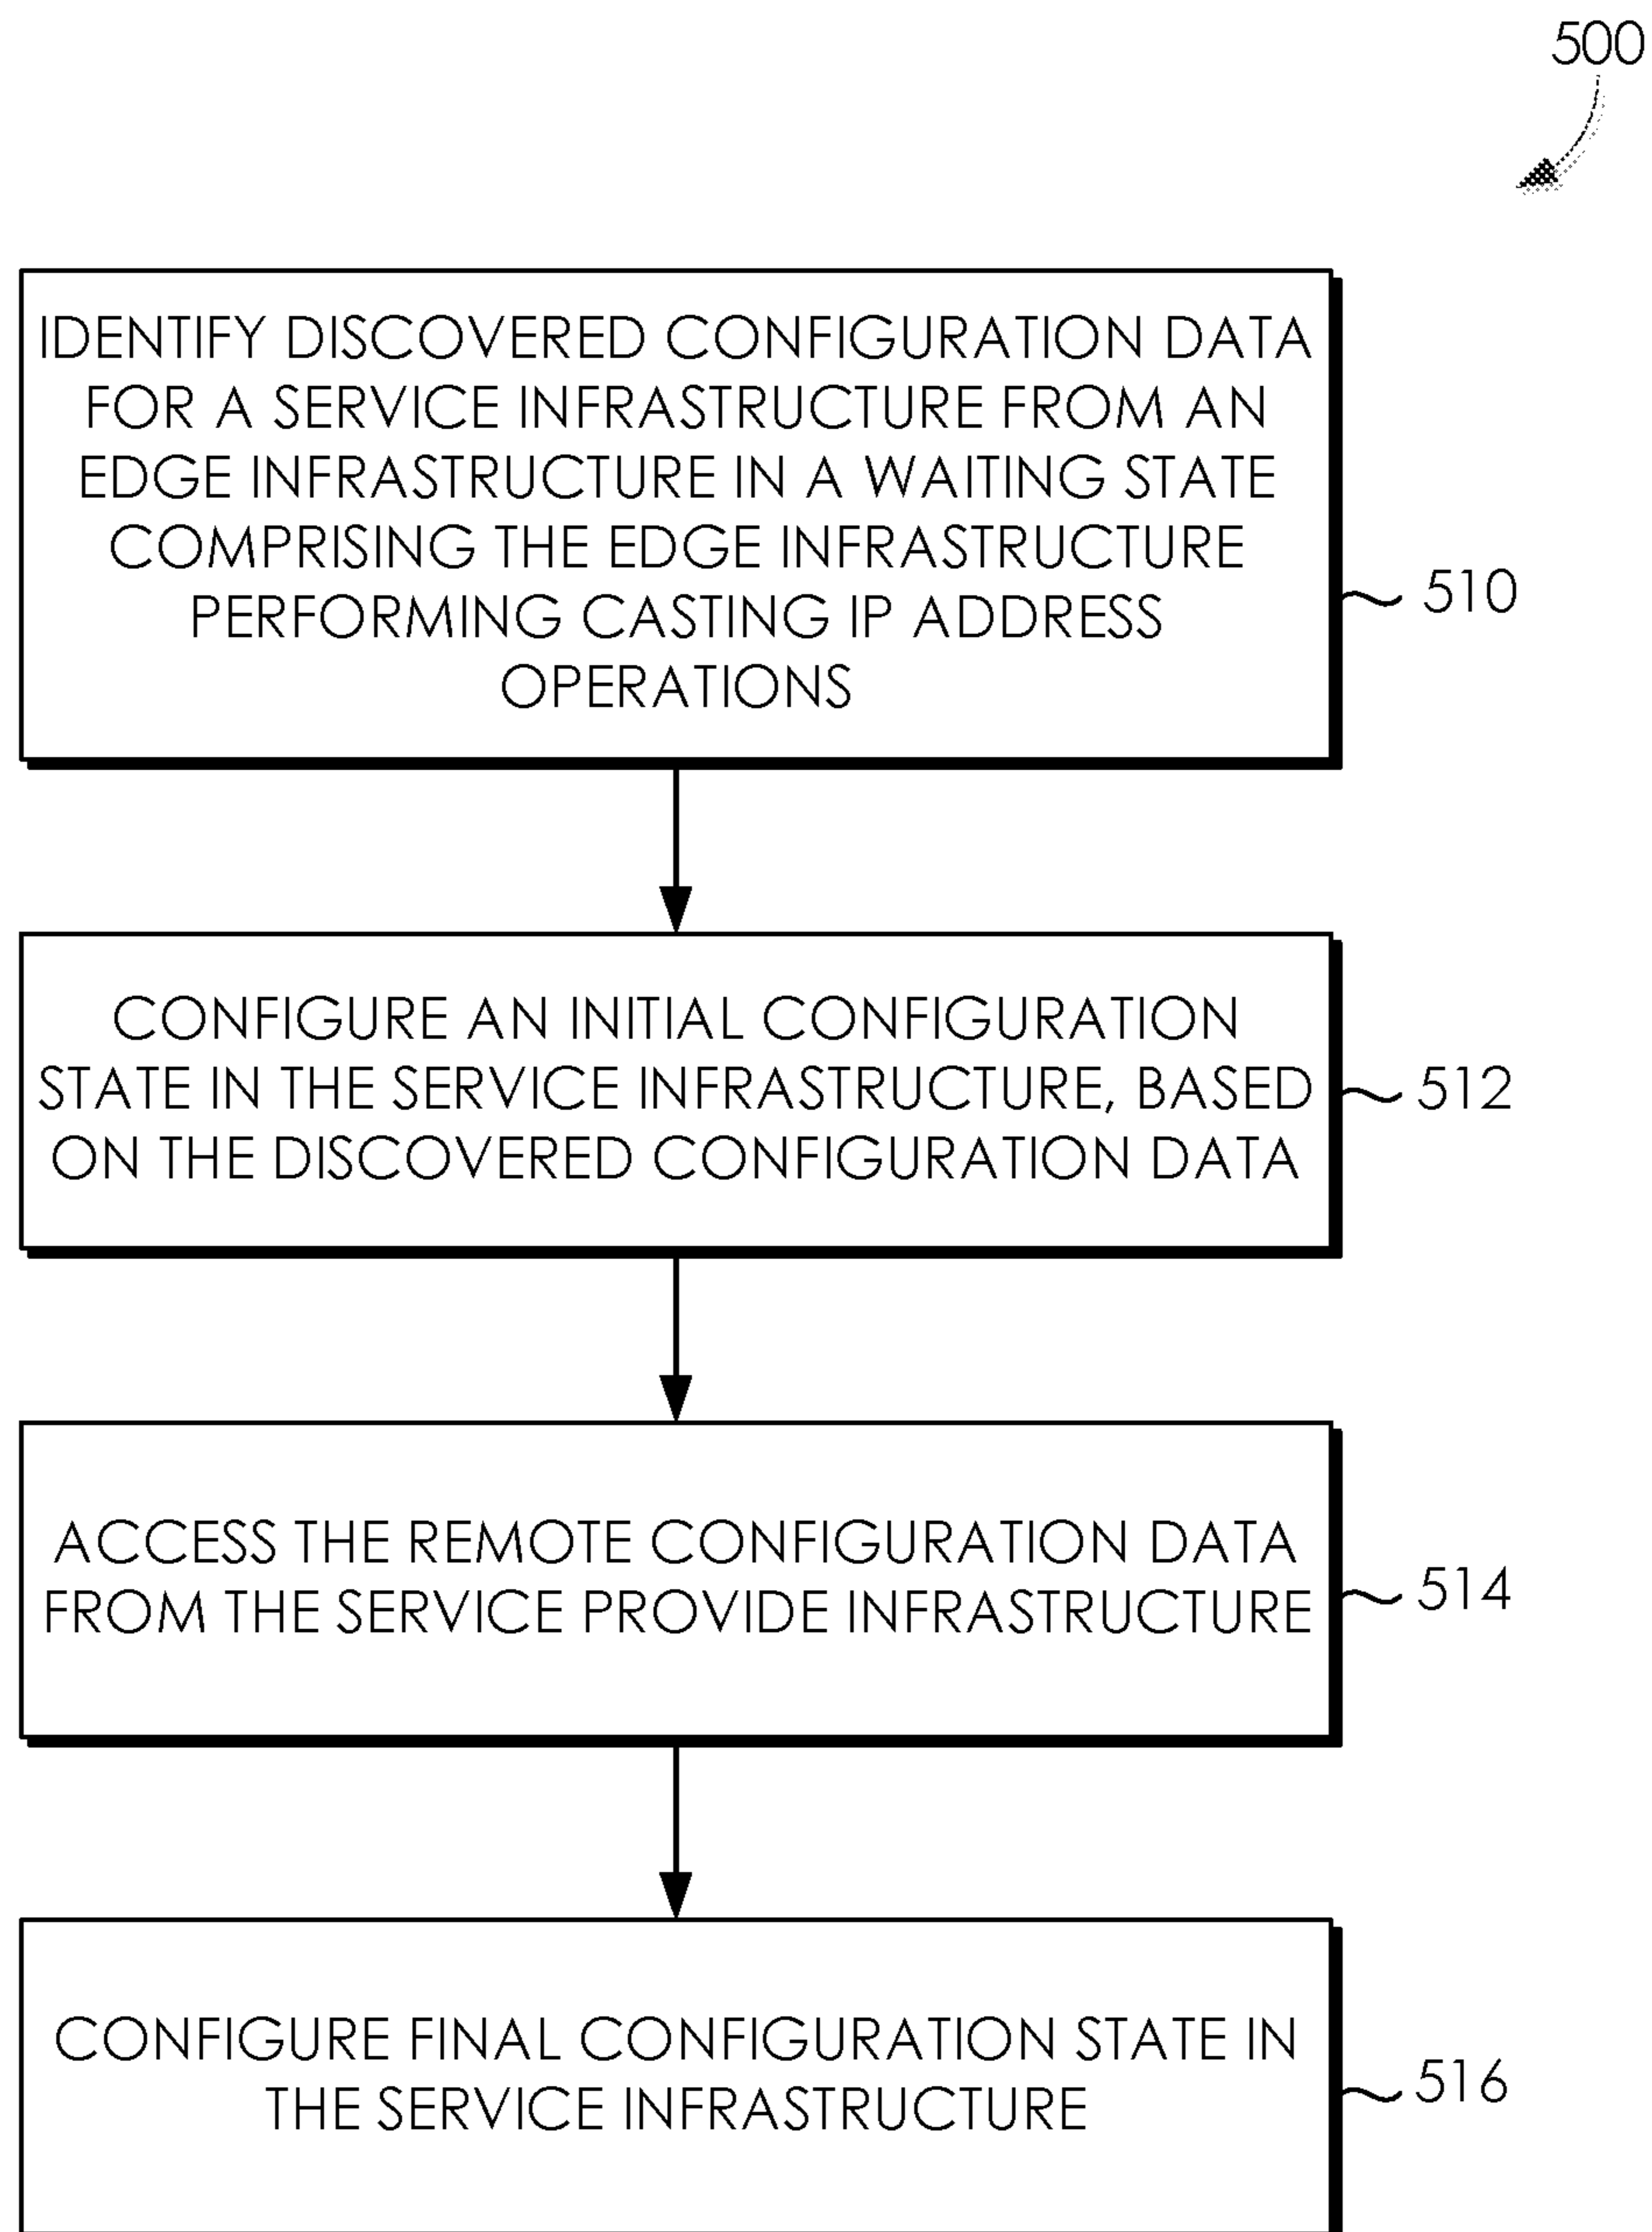 500
IDENTIFY DISCOVERED CONFIGURATION DATA
FOR A SERVICE INFRASTRUCTURE FROM AN
EDGE INFRASTRUCTURE IN A WAITING STATE
COMPRISING THE EDGE INFRASTRUCTURE
PERFORMING CASTING IP ADDRESS
OPERATIONS
510
CONFIGURE AN INITIAL CONFIGURATION
STATE IN THE SERVICE INFRASTRUCTURE, BASED
ON THE DISCOVERED CONFIGURATION DATA
512
ACCESS THE REMOTE CONFIGURATION DATA
FROM THE SERVICE PROVIDE INFRASTRUCTURE
514
CONFIGURE FINAL CONFIGURATION STATE IN
THE SERVICE INFRASTRUCTURE
516